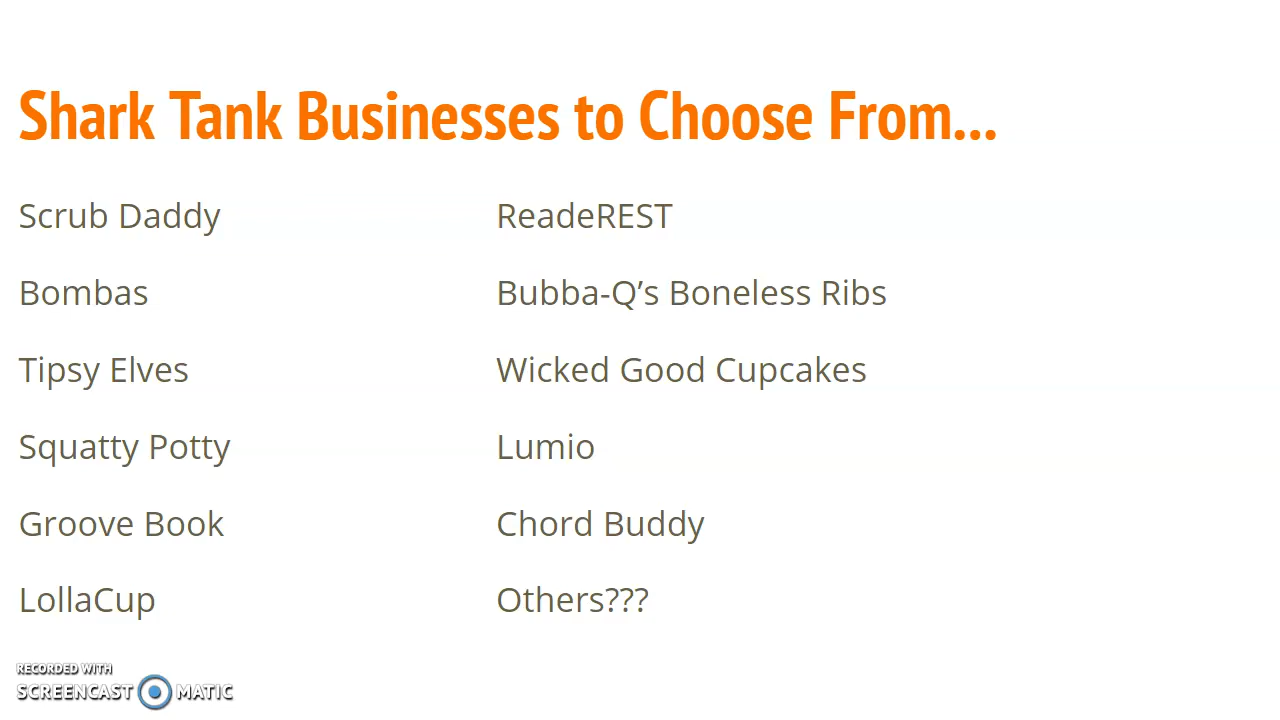 Shark Tank Businesses to Choose From...
Scrub Daddy
Bombas
Tipsy Elves
Squatty Potty
Groove Book
LollaCup
ReadeREST
Bubba-Q’s Boneless Ribs
Wicked Good Cupcakes
Lumio
Chord Buddy
Others???
RECORDED WITH
SCREENCAST MATIC